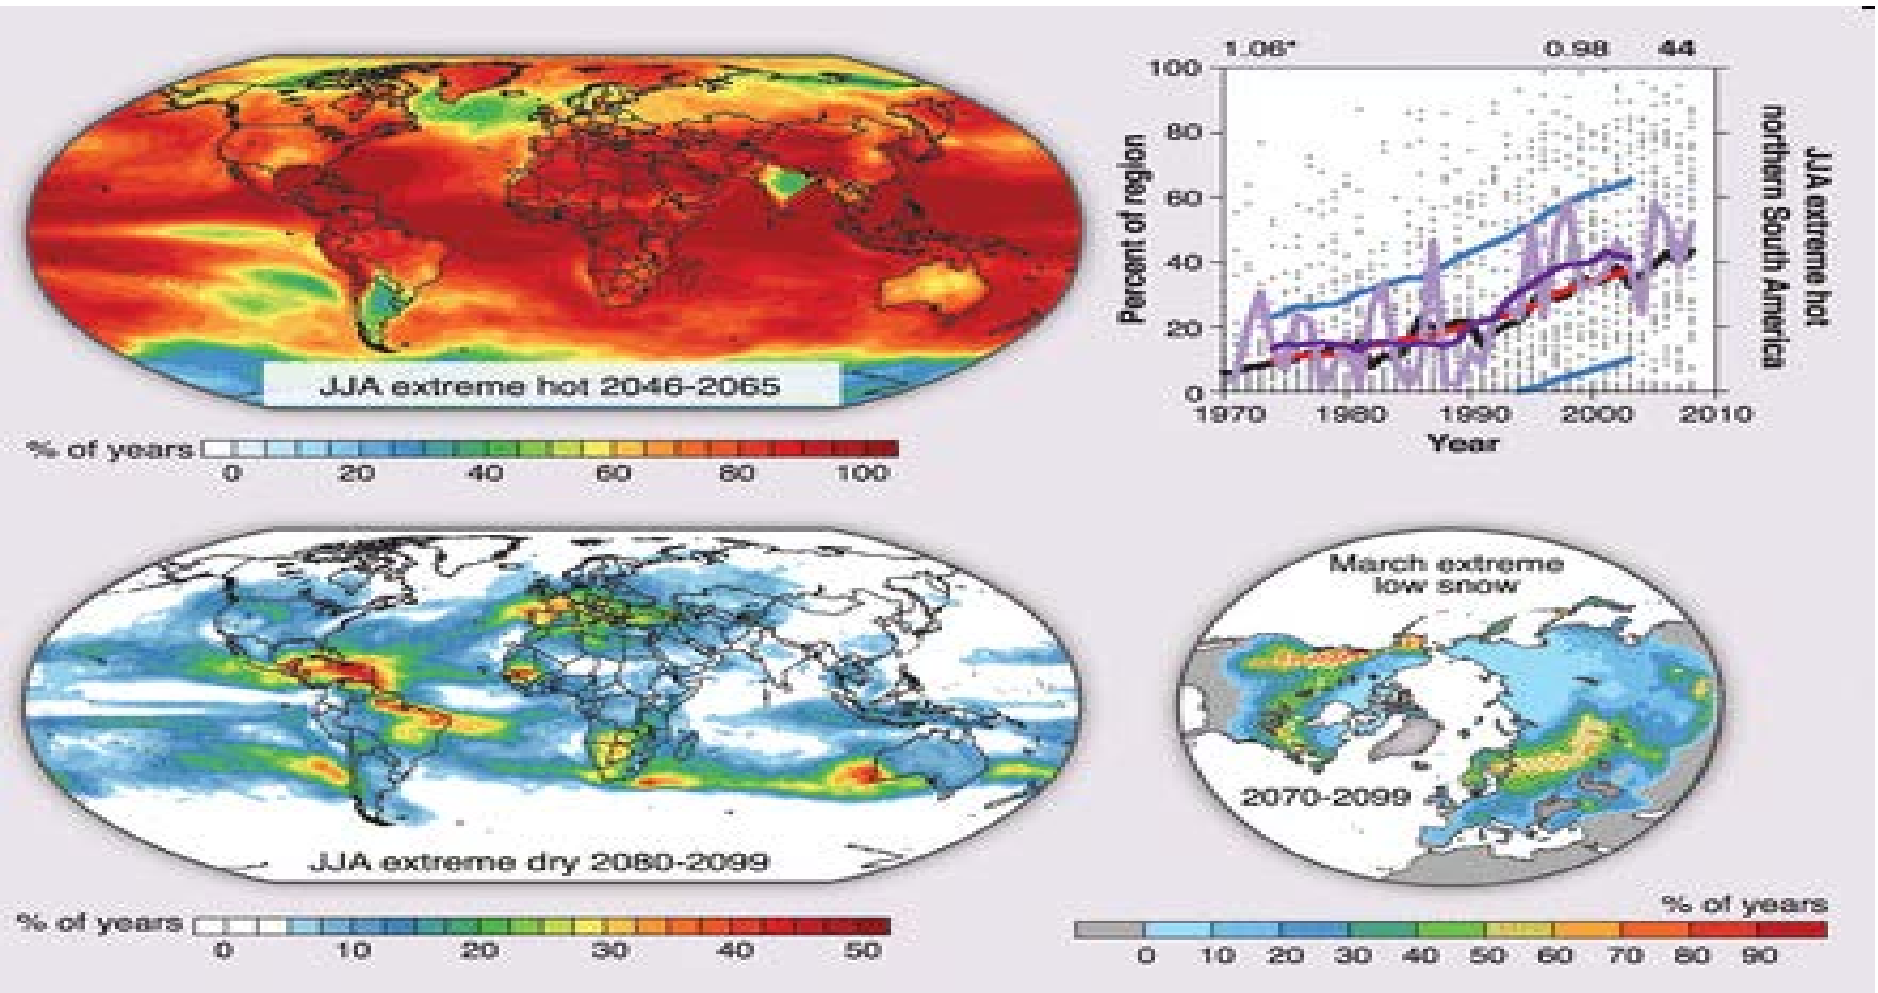 JJA extreme hot 2046-2065
% of years
0 20 40 60 80 100
1.06* 0.98 44
100
80
60
40
20
0
Percent of region
1970 1980 1990 2000 2010
Year
JJA extreme hot
northern South America
JJA extreme dry 2080-2099
% of years
0 10 20 30 40 50
March extreme
low snow
2070-2099
% of years
0 10 20 30 40 50 60 70 80 90